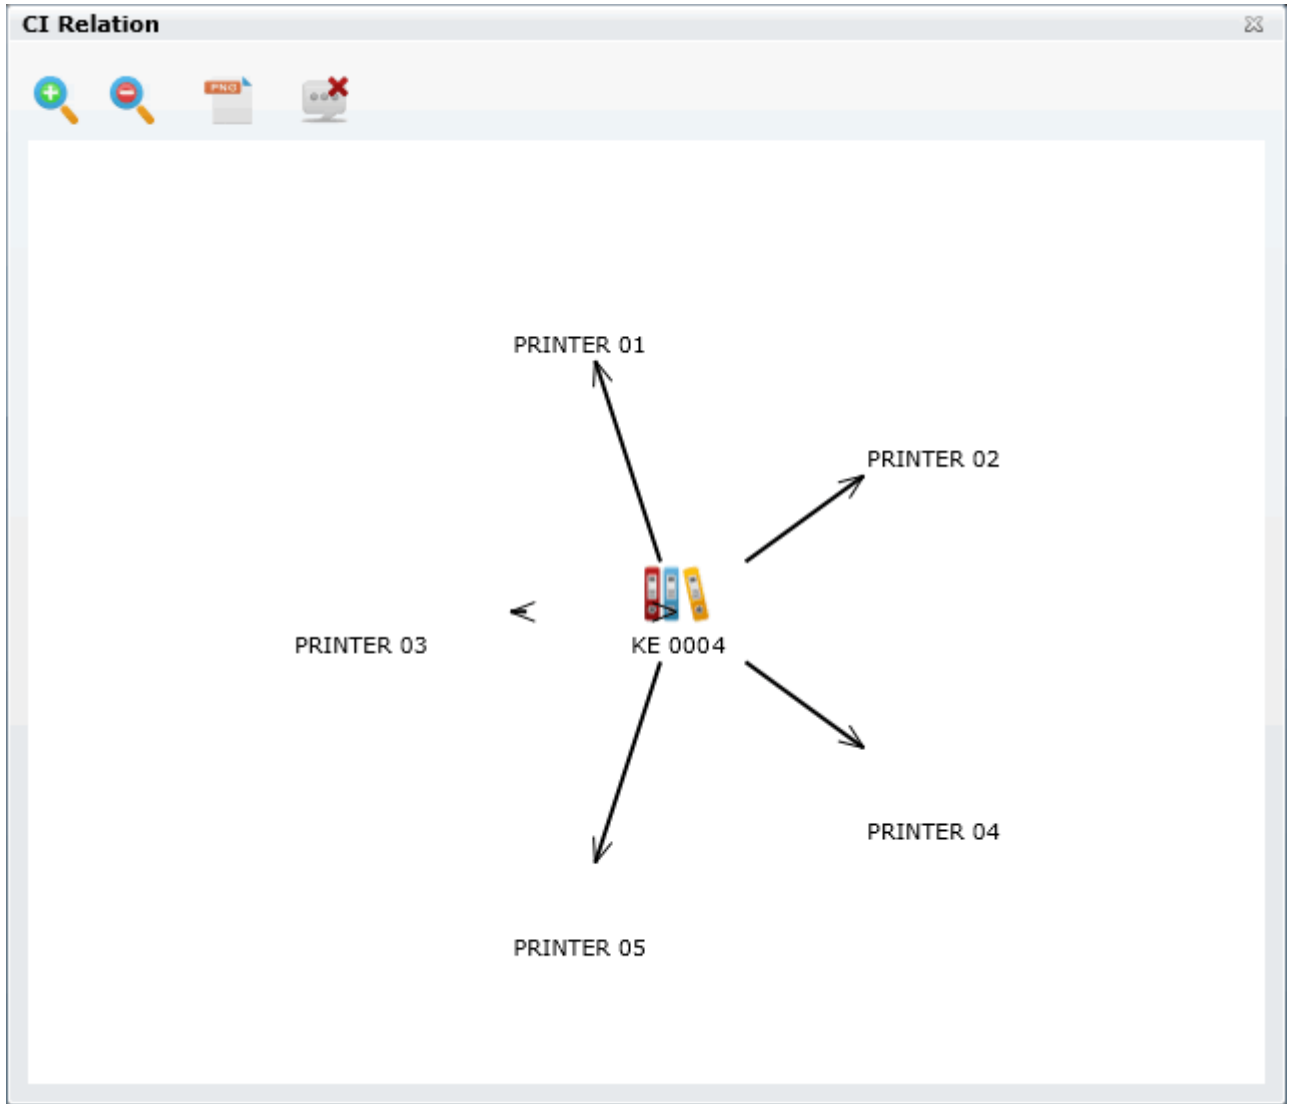 CI Relation
PNG
PRINTER 01
PRINTER 02
PRINTER 03
KE 0004
PRINTER 04
PRINTER 05